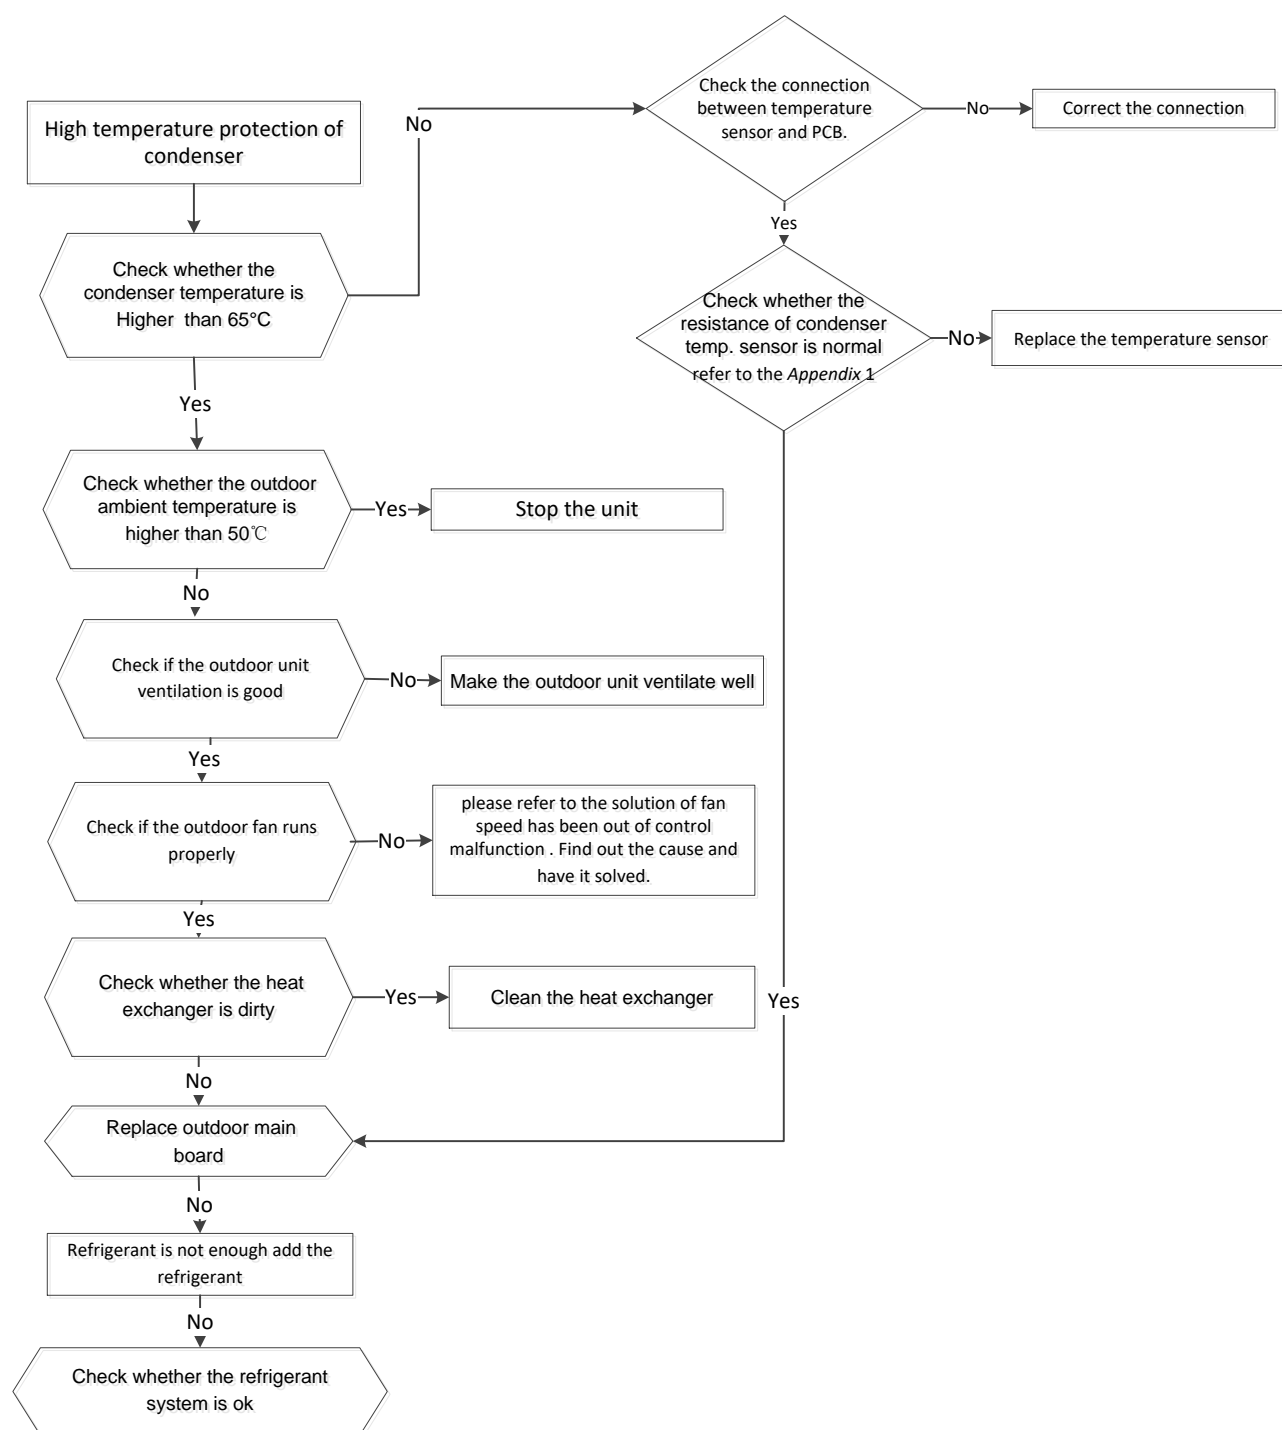 High temperature protection of
condenser
No
Check the connection
between temperature
sensor and PCB.
No
Correct the connection
Yes
Check whether the
condenser temperature is
Higher than 65°C
Check whether the
resistance of condenser
temp. sensor is normal
refer to the Appendix 1
No
Replace the temperature sensor
Yes
Check whether the outdoor
ambient temperature is
higher than 50℃
Yes
Stop the unit
No
Check if the outdoor unit
ventilation is good
No
Make the outdoor unit ventilate well
Yes
Check if the outdoor fan runs
properly
No
please refer to the solution of fan
speed has been out of control
malfunction . Find out the cause and
have it solved.
Yes
Check whether the heat
exchanger is dirty
Yes
Clean the heat exchanger
Yes
No
Replace outdoor main
board
No
Refrigerant is not enough add the
refrigerant
No
Check whether the refrigerant
system is ok